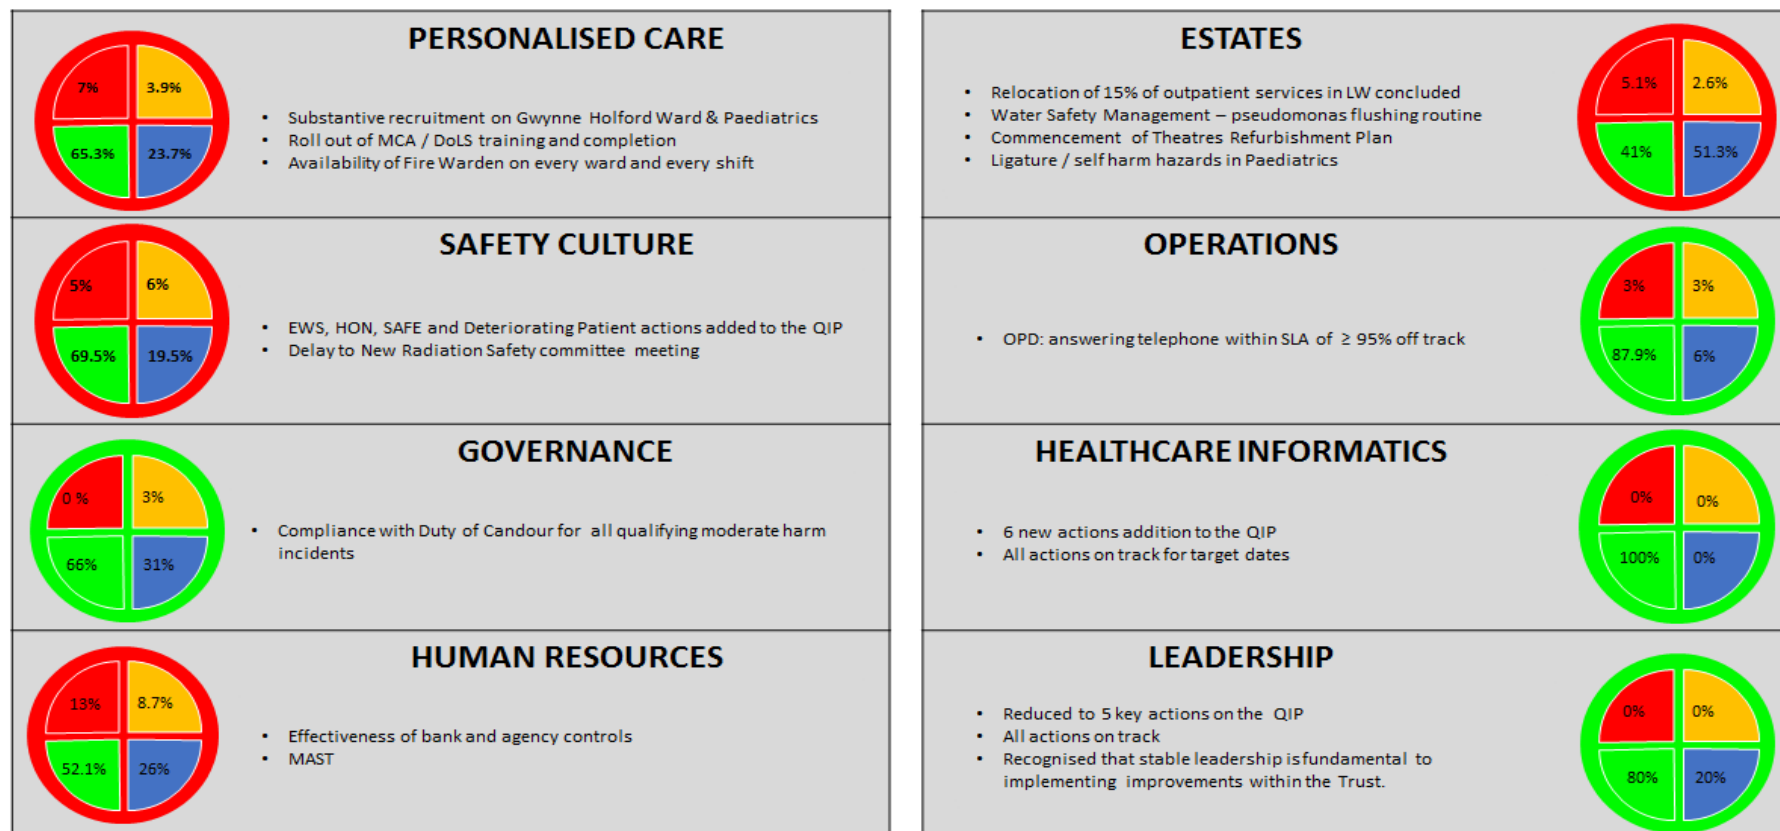 PERSONALISED CARE
7%
3.9%
65.3%
23.7%
• Substantive recruitment on Gwynne Holford Ward & Paediatrics
• Roll out of MCA / DoLS training and completion
• Availability of Fire Warden on every ward and every shift
SAFETY CULTURE
5%
6%
69.5%
19.5%
• EWS, HON, SAFE and Deteriorating Patient actions added to the QIP
• Delay to New Radiation Safety committee meeting
GOVERNANCE
0 %
3%
66%
31%
• Compliance with Duty of Candour for all qualifying moderate harm
incidents
HUMAN RESOURCES
13%
8.7%
52.1%
26%
• Effectiveness of bank and agency controls
• MAST
ESTATES
• Relocation of 15% of outpatient services in LW concluded
• Water Safety Management – pseudomonas flushing routine
• Commencement of Theatres Refurbishment Plan
• Ligature / self harm hazards in Paediatrics
5.1%
2.6%
41%
51.3%
OPERATIONS
• OPD: answering telephone within SLA of ≥ 95% off track
3%
3%
87.9%
6%
HEALTHCARE INFORMATICS
• 6 new actions addition to the QIP
• All actions on track for target dates
0%
0%
100%
0%
LEADERSHIP
• Reduced to 5 key actions on the QIP
• All actions on track
• Recognised that stable leadership is fundamental to
implementing improvements within the Trust.
0%
0%
80%
20%